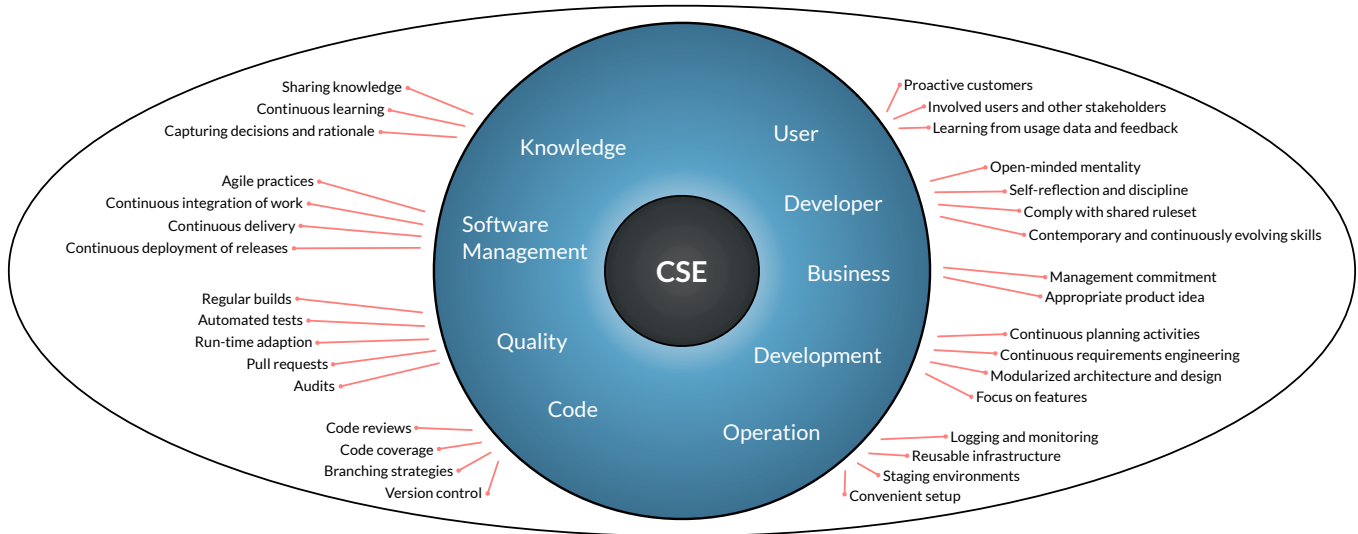 Sharing knowledge
Continuous learning
Capturing decisions and rationale
Agile practices
Continuous integration of work
Continuous delivery
Continuous deployment of releases
Regular builds
Automated tests
Run-time adaption
Pull requests
Audits
Code reviews
Code coverage
Branching strategies
Version control
Knowledge
Software
Management
Quality
Code
CSE
User
Developer
Business
Development
Operation
Proactive customers
Involved users and other stakeholders
Learning from usage data and feedback
Open-minded mentality
Self-reflection and discipline
Comply with shared ruleset
Contemporary and continuously evolving skills
Management commitment
Appropriate product idea
Continuous planning activities
Continuous requirements engineering
Modularized architecture and design
Focus on features
Logging and monitoring
Reusable infrastructure
Staging environments
Convenient setup